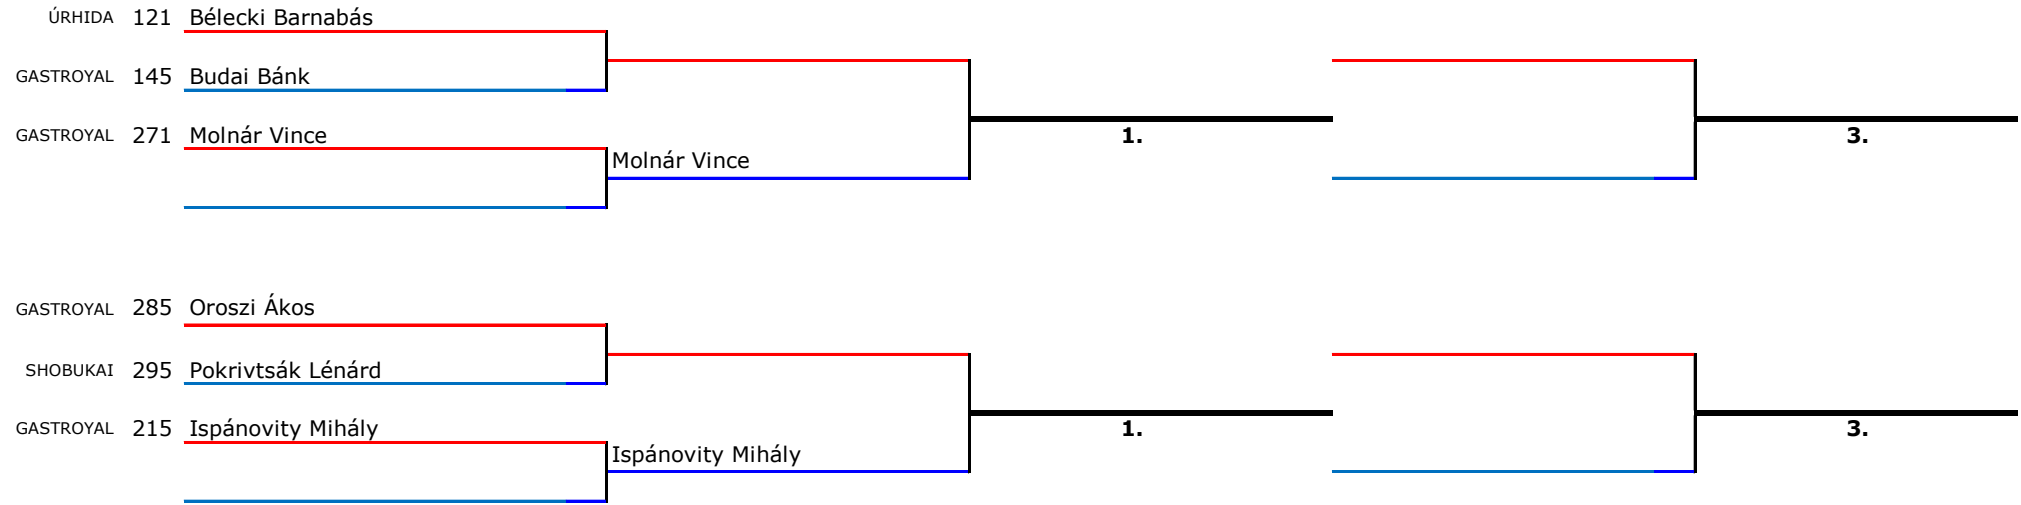 ÚRHIDA 121 Bélecki Barnabás
GASTROYAL 145 Budai Bánk
GASTROYAL 271 Molnár Vince
Molnár Vince
1.
3.
GASTROYAL 285 Oroszi Ákos
SHOBUKAI 295 Pokrivtsák Lénárd
GASTROYAL 215 Ispánovity Mihály
Ispánovity Mihály
1.
3.